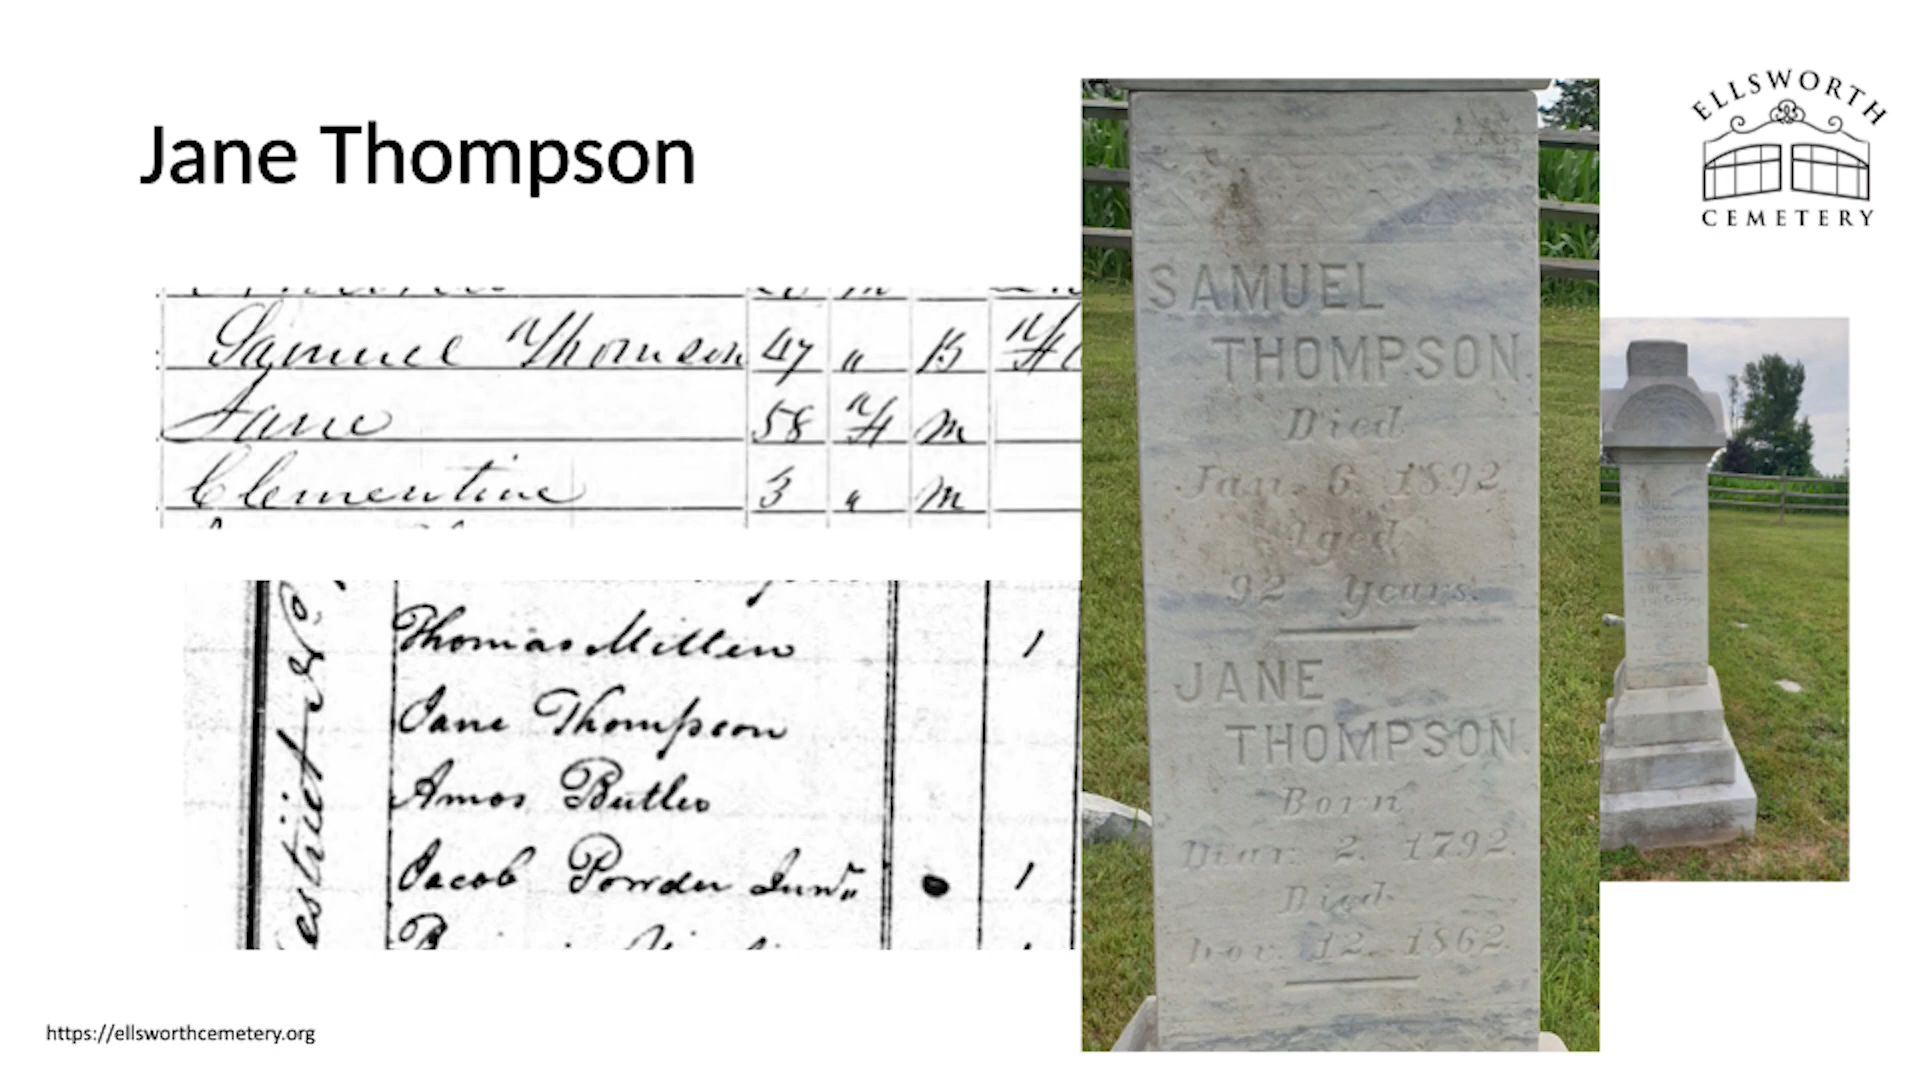 Jane Thompson
ELLSWORTH
CEMETERY
Samuel Thomson 47 " B
Jane 58 M
Clementine 3 " M
Thomas Mitten 1
Jane Thompson
Amos Butler
Jacob Powder Junr 1
SAMUEL
THOMPSON.
Died
Jan. 6. 1892.
Aged
92 Years.
JANE
THOMPSON.
Born
2. 1792.
Died
Nov. 12. 1862.
https://ellsworthcemetery.org